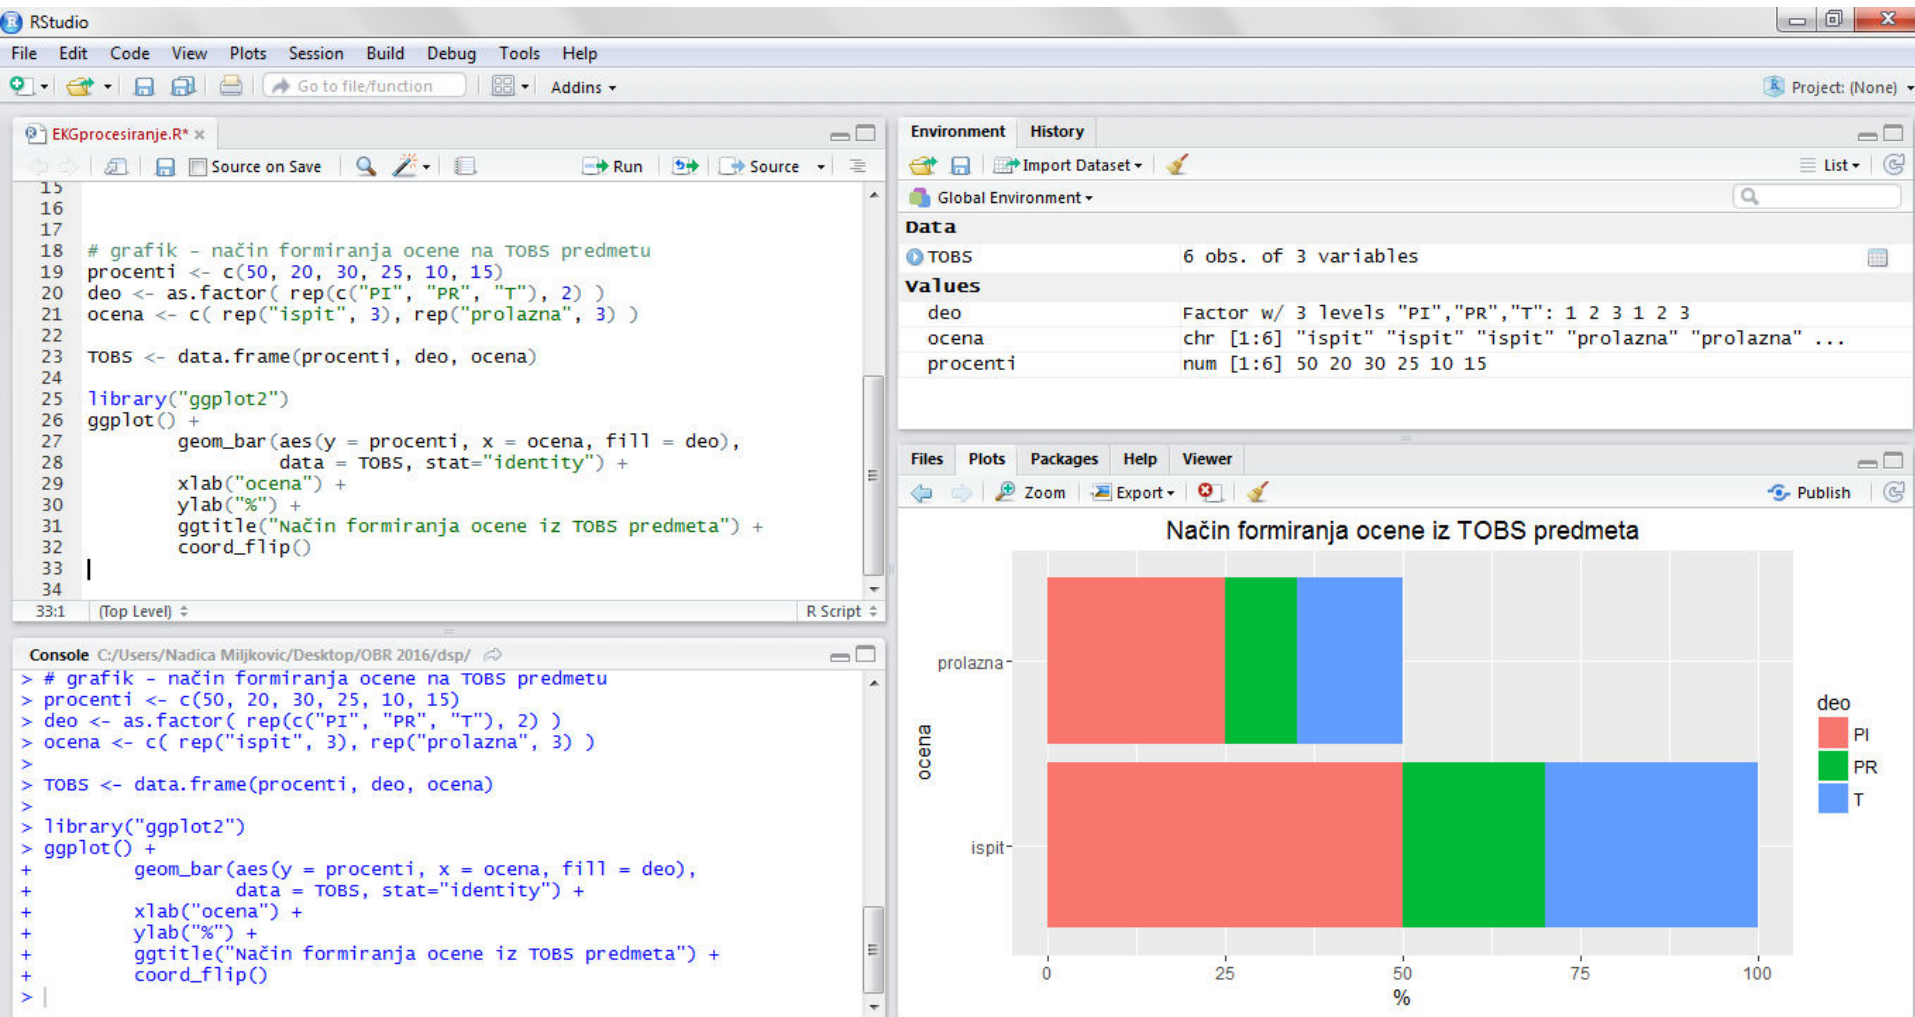 RStudio
File Edit Code View Plots Session Build Debug Tools Help
Go to file/function Addins Project: (None)
EKGprocesiranje.R*
Source on Save Run Source
15
16
17
18 # grafik – način formiranja ocene na TOBS predmetu
19 procenti <- c(50, 20, 30, 25, 10, 15)
20 deo <- as.factor( rep(c("PI", "PR", "T"), 2) )
21 ocena <- c( rep("ispit", 3), rep("prolazna", 3) )
22
23 TOBS <- data.frame(procenti, deo, ocena)
24
25 library("ggplot2")
26 ggplot() +
27 geom_bar(aes(y = procenti, x = ocena, fill = deo),
28 data = TOBS, stat="identity") +
29 xlab("ocena") +
30 ylab("%") +
31 ggtitle("Način formiranja ocene iz TOBS predmeta") +
32 coord_flip()
33
34
33:1 (Top Level) R Script
Console C:/Users/Nadica Miljkovic/Desktop/OBR 2016/dsp/
> # grafik – način formiranja ocene na TOBS predmetu
> procenti <- c(50, 20, 30, 25, 10, 15)
> deo <- as.factor( rep(c("PI", "PR", "T"), 2) )
> ocena <- c( rep("ispit", 3), rep("prolazna", 3) )
>
> TOBS <- data.frame(procenti, deo, ocena)
>
> library("ggplot2")
> ggplot() +
+ geom_bar(aes(y = procenti, x = ocena, fill = deo),
+ data = TOBS, stat="identity") +
+ xlab("ocena") +
+ ylab("%") +
+ ggtitle("Način formiranja ocene iz TOBS predmeta") +
+ coord_flip()
>
Environment History
Import Dataset List
Global Environment
Data
TOBS 6 obs. of 3 variables
Values
deo Factor w/ 3 levels "PI","PR","T": 1 2 3 1 2 3
ocena chr [1:6] "ispit" "ispit" "ispit" "prolazna" "prolazna" ...
procenti num [1:6] 50 20 30 25 10 15
Files Plots Packages Help Viewer
Zoom Export Publish
Način formiranja ocene iz TOBS predmeta
prolazna
ispit
ocena
0 25 50 75 100
%
deo
PI
PR
T